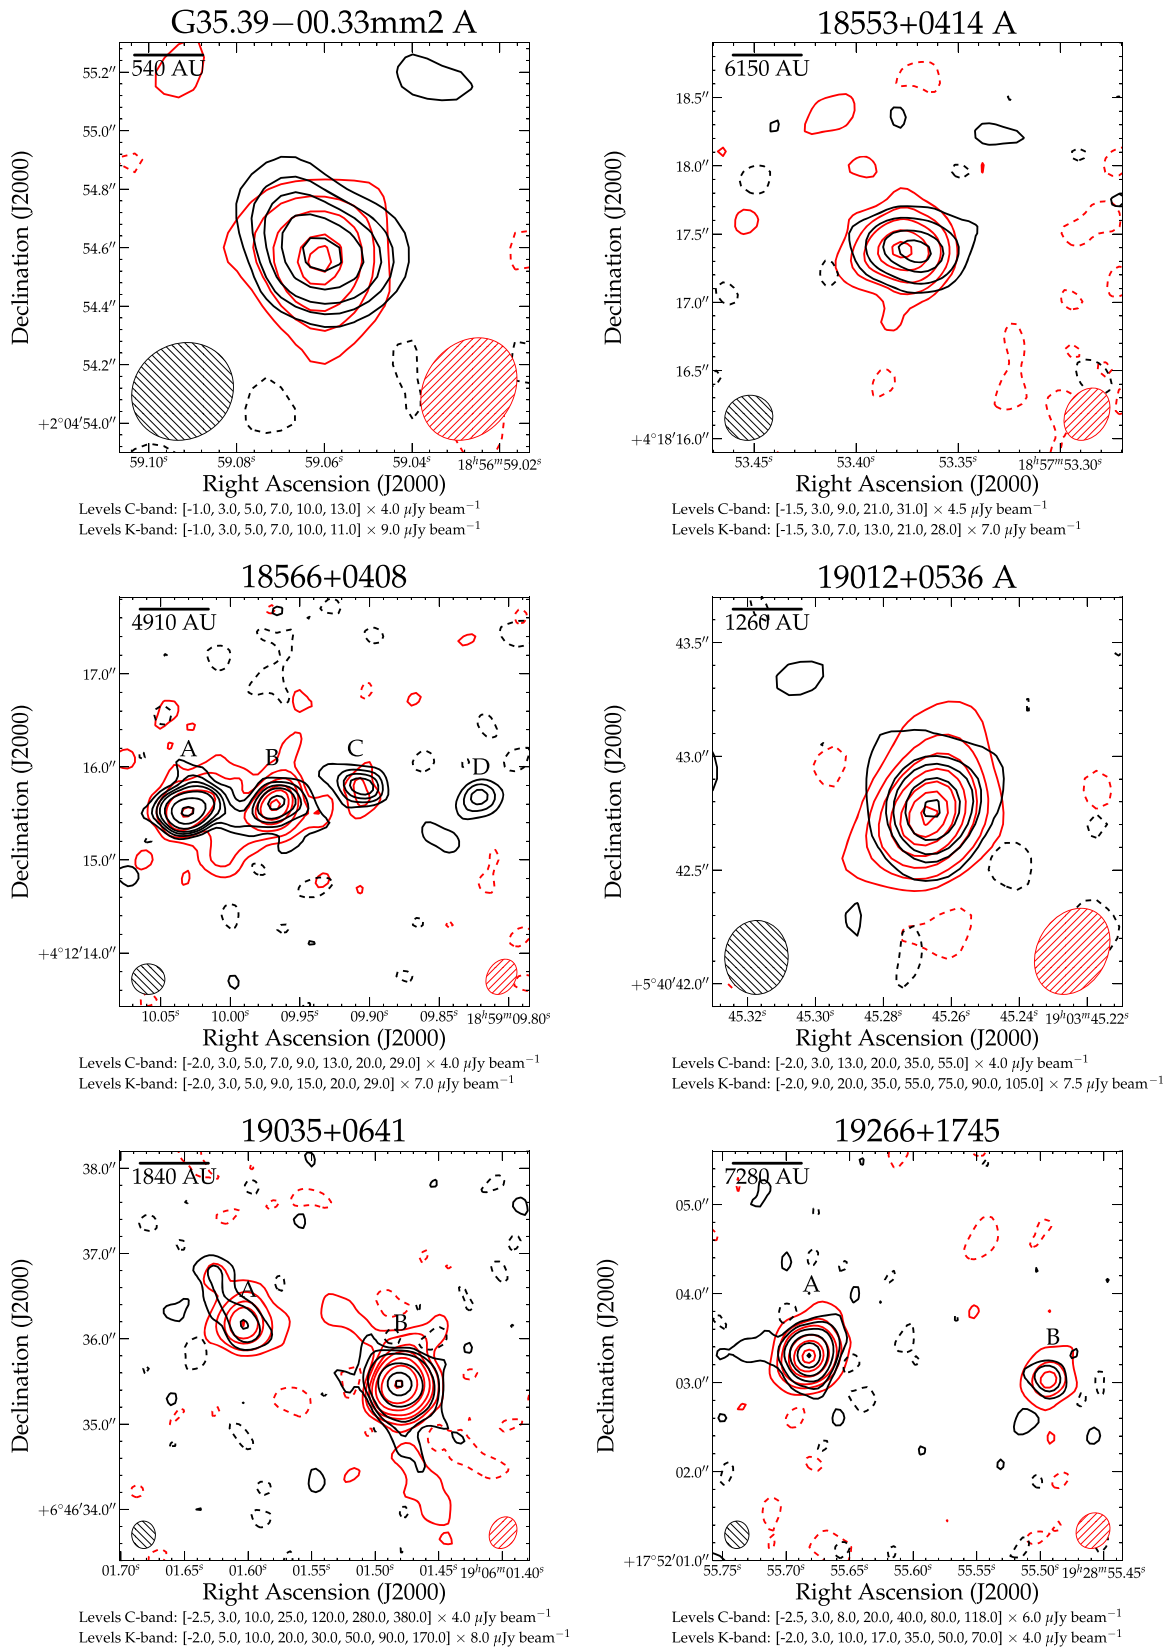 G35.39−00.33mm2 A
540 AU
55.2″
55.0″
54.8″
54.6″
54.4″
54.2″
+2°04′54.0″
Declination (J2000)
59.10ˢ 59.08ˢ 59.06ˢ 59.04ˢ 18ʰ56ᵐ59.02ˢ
Right Ascension (J2000)
Levels C-band: [-1.0, 3.0, 5.0, 7.0, 10.0, 13.0] × 4.0 μJy beam⁻¹
Levels K-band: [-1.0, 3.0, 5.0, 7.0, 10.0, 11.0] × 9.0 μJy beam⁻¹
18553+0414 A
6150 AU
18.5″
18.0″
17.5″
17.0″
16.5″
+4°18′16.0″
Declination (J2000)
53.45ˢ 53.40ˢ 53.35ˢ 18ʰ57ᵐ53.30ˢ
Right Ascension (J2000)
Levels C-band: [-1.5, 3.0, 9.0, 21.0, 31.0] × 4.5 μJy beam⁻¹
Levels K-band: [-1.5, 3.0, 7.0, 13.0, 21.0, 28.0] × 7.0 μJy beam⁻¹
18566+0408
4910 AU
17.0″
16.0″
15.0″
+4°12′14.0″
A B C D
Declination (J2000)
10.05ˢ 10.00ˢ 09.95ˢ 09.90ˢ 09.85ˢ 18ʰ59ᵐ09.80ˢ
Right Ascension (J2000)
Levels C-band: [-2.0, 3.0, 5.0, 7.0, 9.0, 13.0, 20.0, 29.0] × 4.0 μJy beam⁻¹
Levels K-band: [-2.0, 3.0, 5.0, 9.0, 15.0, 20.0, 29.0] × 7.0 μJy beam⁻¹
19012+0536 A
1260 AU
43.5″
43.0″
42.5″
+5°40′42.0″
Declination (J2000)
45.32ˢ 45.30ˢ 45.28ˢ 45.26ˢ 45.24ˢ 19ʰ03ᵐ45.22ˢ
Right Ascension (J2000)
Levels C-band: [-2.0, 3.0, 13.0, 20.0, 35.0, 55.0] × 4.0 μJy beam⁻¹
Levels K-band: [-2.0, 9.0, 20.0, 35.0, 55.0, 75.0, 90.0, 105.0] × 7.5 μJy beam⁻¹
19035+0641
1840 AU
38.0″
37.0″
36.0″
35.0″
+6°46′34.0″
A
B
Declination (J2000)
01.70ˢ 01.65ˢ 01.60ˢ 01.55ˢ 01.50ˢ 01.45ˢ 19ʰ06ᵐ01.40ˢ
Right Ascension (J2000)
Levels C-band: [-2.5, 3.0, 10.0, 25.0, 120.0, 280.0, 380.0] × 4.0 μJy beam⁻¹
Levels K-band: [-2.0, 5.0, 10.0, 20.0, 30.0, 50.0, 90.0, 170.0] × 8.0 μJy beam⁻¹
19266+1745
7280 AU
05.0″
04.0″
03.0″
02.0″
+17°52′01.0″
A
B
Declination (J2000)
55.75ˢ 55.70ˢ 55.65ˢ 55.60ˢ 55.55ˢ 55.50ˢ 19ʰ28ᵐ55.45ˢ
Right Ascension (J2000)
Levels C-band: [-2.5, 3.0, 8.0, 20.0, 40.0, 80.0, 118.0] × 6.0 μJy beam⁻¹
Levels K-band: [-2.0, 3.0, 10.0, 17.0, 35.0, 50.0, 70.0] × 4.0 μJy beam⁻¹